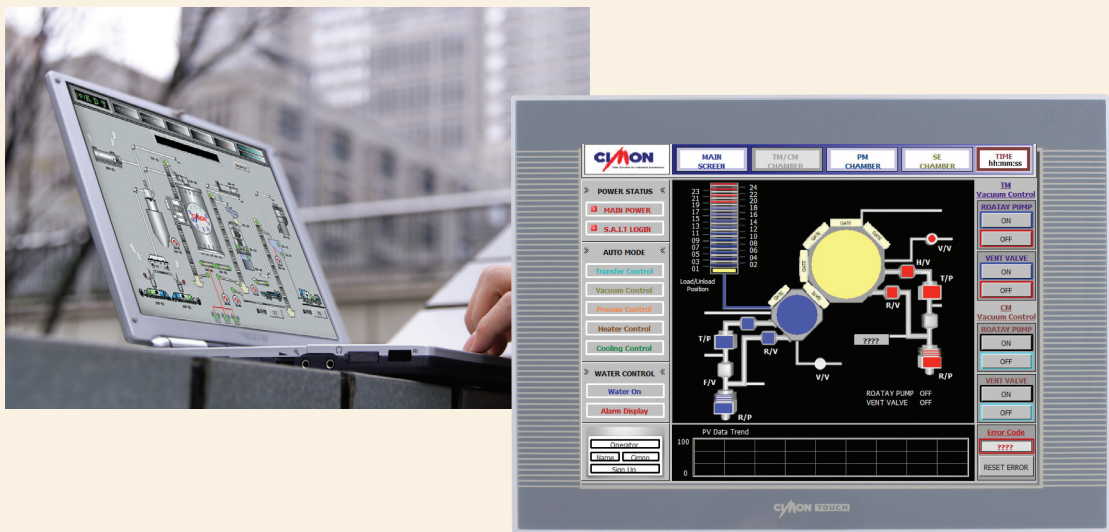 CIMON
MAIN
SCREEN
TM/CM
CHAMBER
PM
CHAMBER
SE
CHAMBER
TIME
hh:mm:ss
» POWER STATUS «
MAIN POWER
S.A.I.T LOGIN
» AUTO MODE «
Transfer Control
Vacuum Control
Process Control
Heater Control
Cooling Control
» WATER CONTROL «
Water On
Alarm Display
Operator
Name Cimon
Sign Up
23 24
21 22
19 20
17 18
15 16
13 14
11 12
09 10
07 08
05 06
03 04
01 02
Load/Unload
Position
GATE
GATE
GATE
GATE
GATE
GATE
V/V
H/V
T/P
R/V
????
R/P
T/P
R/V
F/V
V/V
R/P
ROATAY PUMP OFF
VENT VALVE OFF
PV Data Trend
100
0
TM
Vacuum Control
ROATAY PUMP
ON
OFF
VENT VALVE
ON
OFF
CM
Vacuum Control
ROATAY PUMP
ON
OFF
VENT VALVE
ON
OFF
Error Code
????
RESET ERROR
CIMON TOUCH